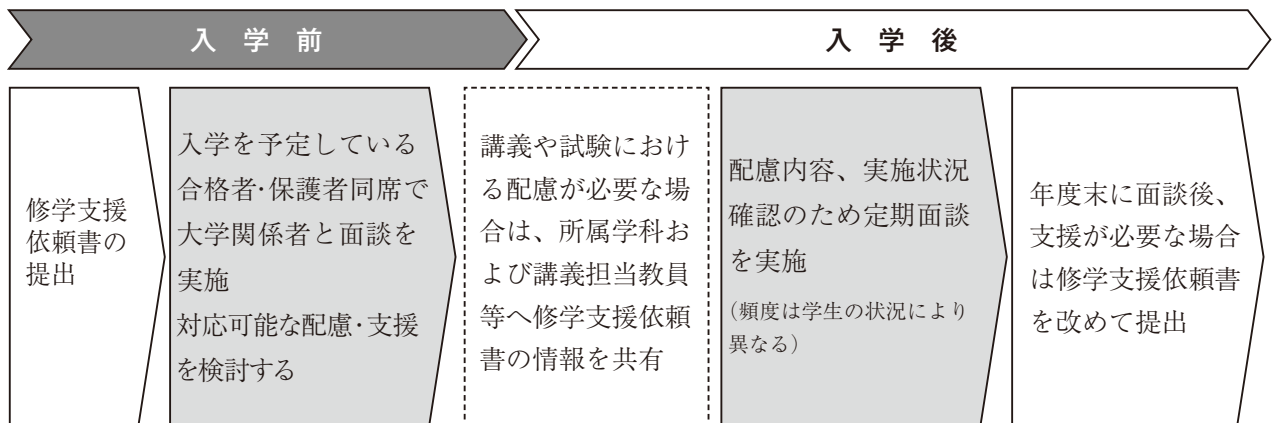 入学前
入学後
修学支援
依頼書の
提出
入学を予定している
合格者・保護者同席で
大学関係者と面談を
実施
対応可能な配慮・支援
を検討する
講義や試験におけ
る配慮が必要な場
合は、所属学科お
よび講義担当教員
等へ修学支援依頼
書の情報を共有
配慮内容、実施状況
確認のため定期面談
を実施
（頻度は学生の状況により
異なる）
年度末に面談後、
支援が必要な場合
は修学支援依頼書
を改めて提出